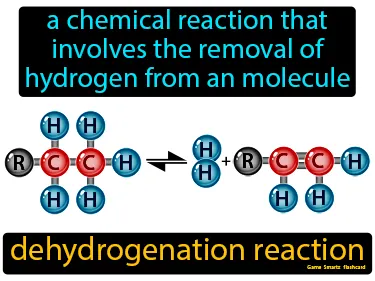 a chemical reaction that
involves the removal of
hydrogen from an molecule
H H H
R C C H + R C C H
H H H H H
dehydrogenation reaction
Game Smartz flashcard